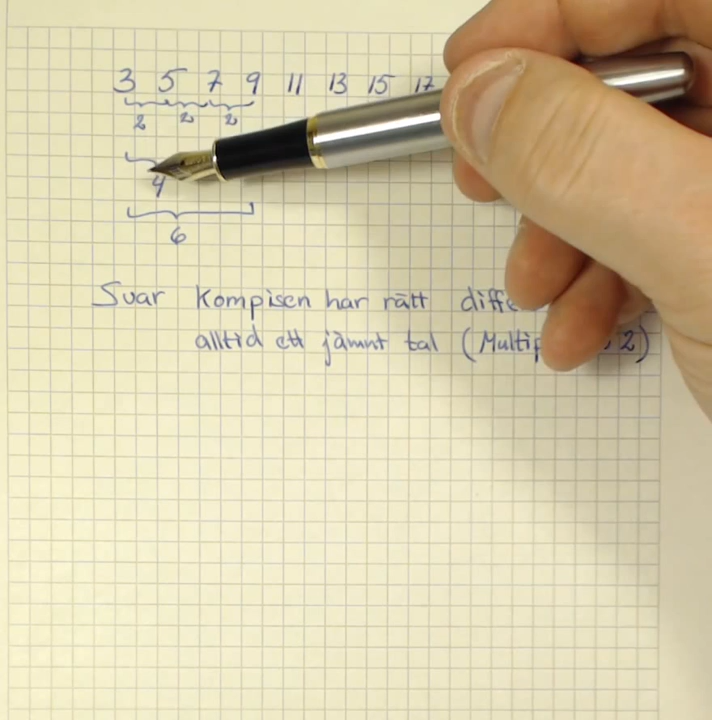 3 5 7 9 11 13 15 17
2 2 2
4
6
Svar Kompisen har rätt
alltid ett jämnt tal ( 2)